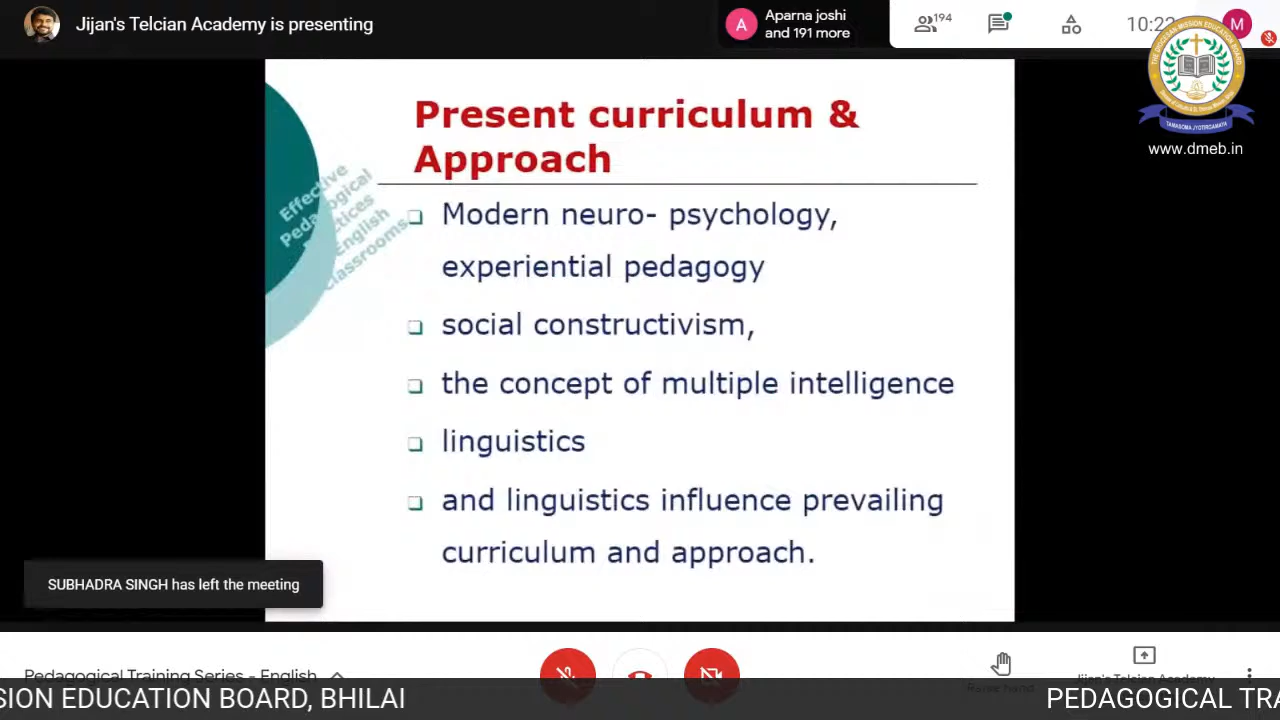 Jijan's Telcian Academy is presenting
Aparna joshi
and 191 more
A
194
10:22
M
TAMASOMA JYOTIRGAMAYA
www.dmeb.in
Present curriculum &
Approach
Effective
Pedagogical
Practices
English
Classrooms
❑ Modern neuro- psychology,
experiential pedagogy
❑ social constructivism,
❑ the concept of multiple intelligence
❑ linguistics
❑ and linguistics influence prevailing
curriculum and approach.
SUBHADRA SINGH has left the meeting
Pedagogical Training Series - English
Raise hand
Jijan's Telcian Academy
SION EDUCATION BOARD, BHILAI
PEDAGOGICAL TRA